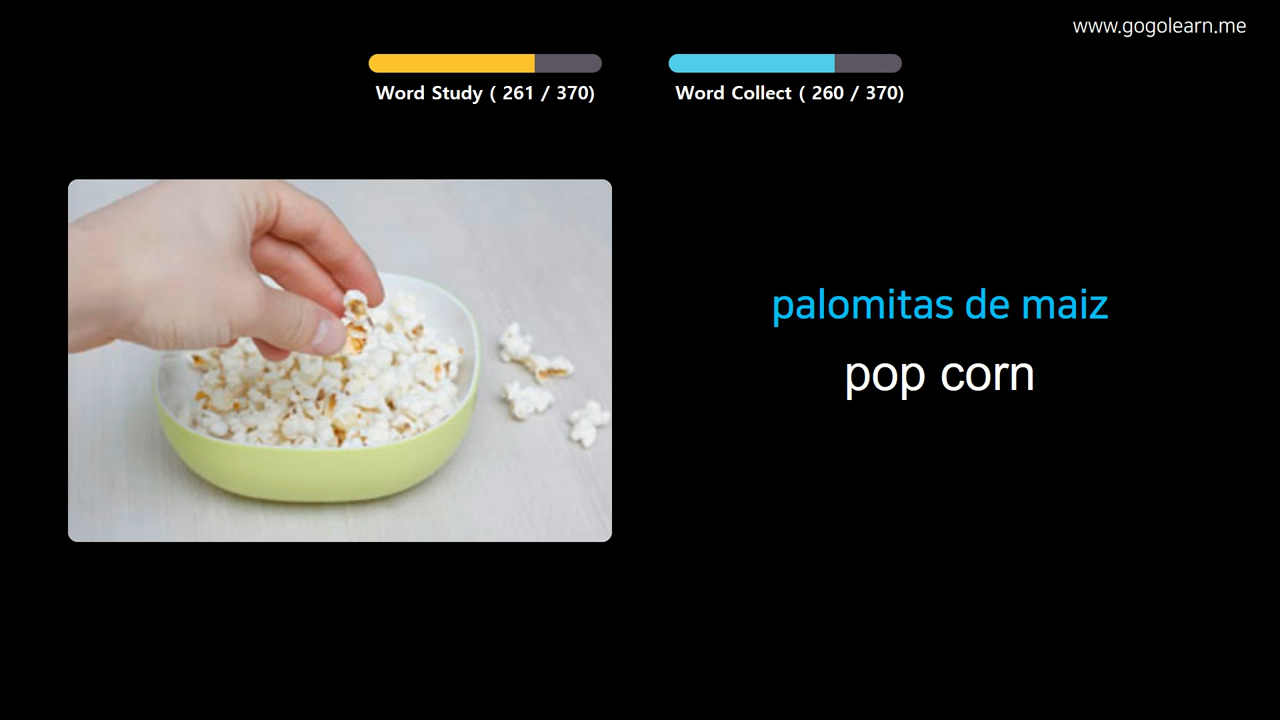 www.gogolearn.me
Word Study ( 261 / 370)
Word Collect ( 260 / 370)
palomitas de maiz
pop corn